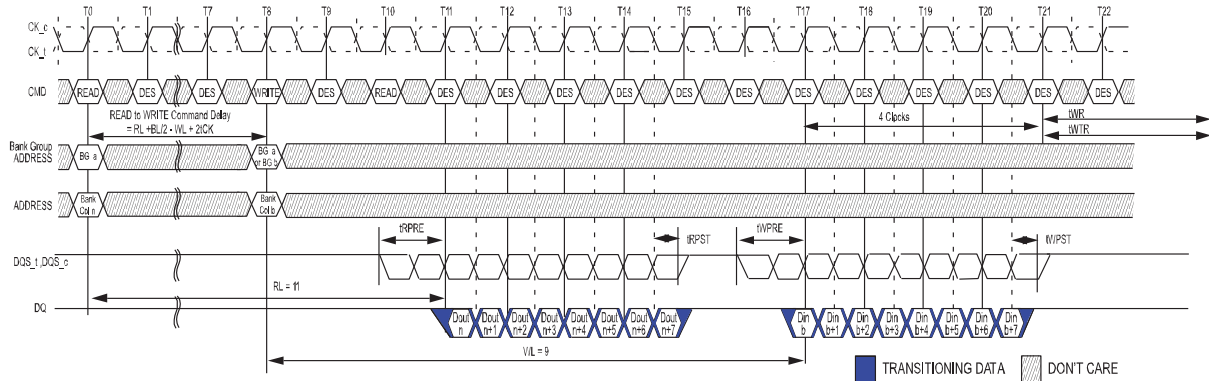 T0 T1 T7 T8 T9 T10 T11 T12 T13 T14 T15 T16 T17 T18 T19 T20 T21 T22
CK_c
CK_t
CMD READ DES DES WRITE DES READ DES DES DES DES DES DES DES DES DES DES DES DES
READ to WRITE Command Delay
= RL +BL/2 - WL + 2tCK
4 Clocks
tWR
tWTR
Bank Group
ADDRESS
BG a
BG a
or BG b
ADDRESS
Bank
Col n
Bank
Col b
tRPRE tRPST tWPRE tWPST
DQS_t ,DQS_c
RL = 11
DQ
Dout Dout Dout Dout Dout Dout Dout Dout Din Din Din Din Din Din Din Din
n n+1 n+2 n+3 n+4 n+5 n+6 n+7 b b+1 b+2 b+3 b+4 b+5 b+6 b+7
WL = 9
TRANSITIONING DATA DON'T CARE